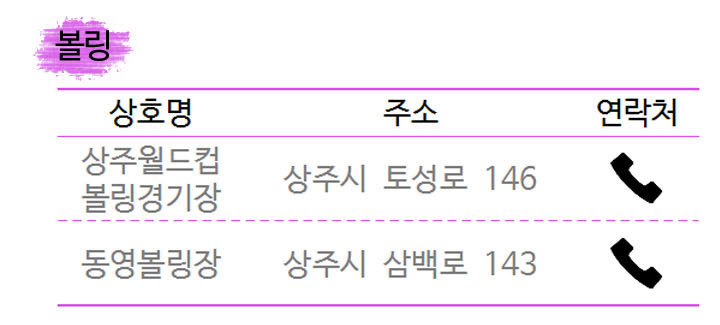 볼링
상호명 주소 연락처
상주월드컵
볼링경기장 상주시 토성로 146
동영볼링장 상주시 삼백로 143